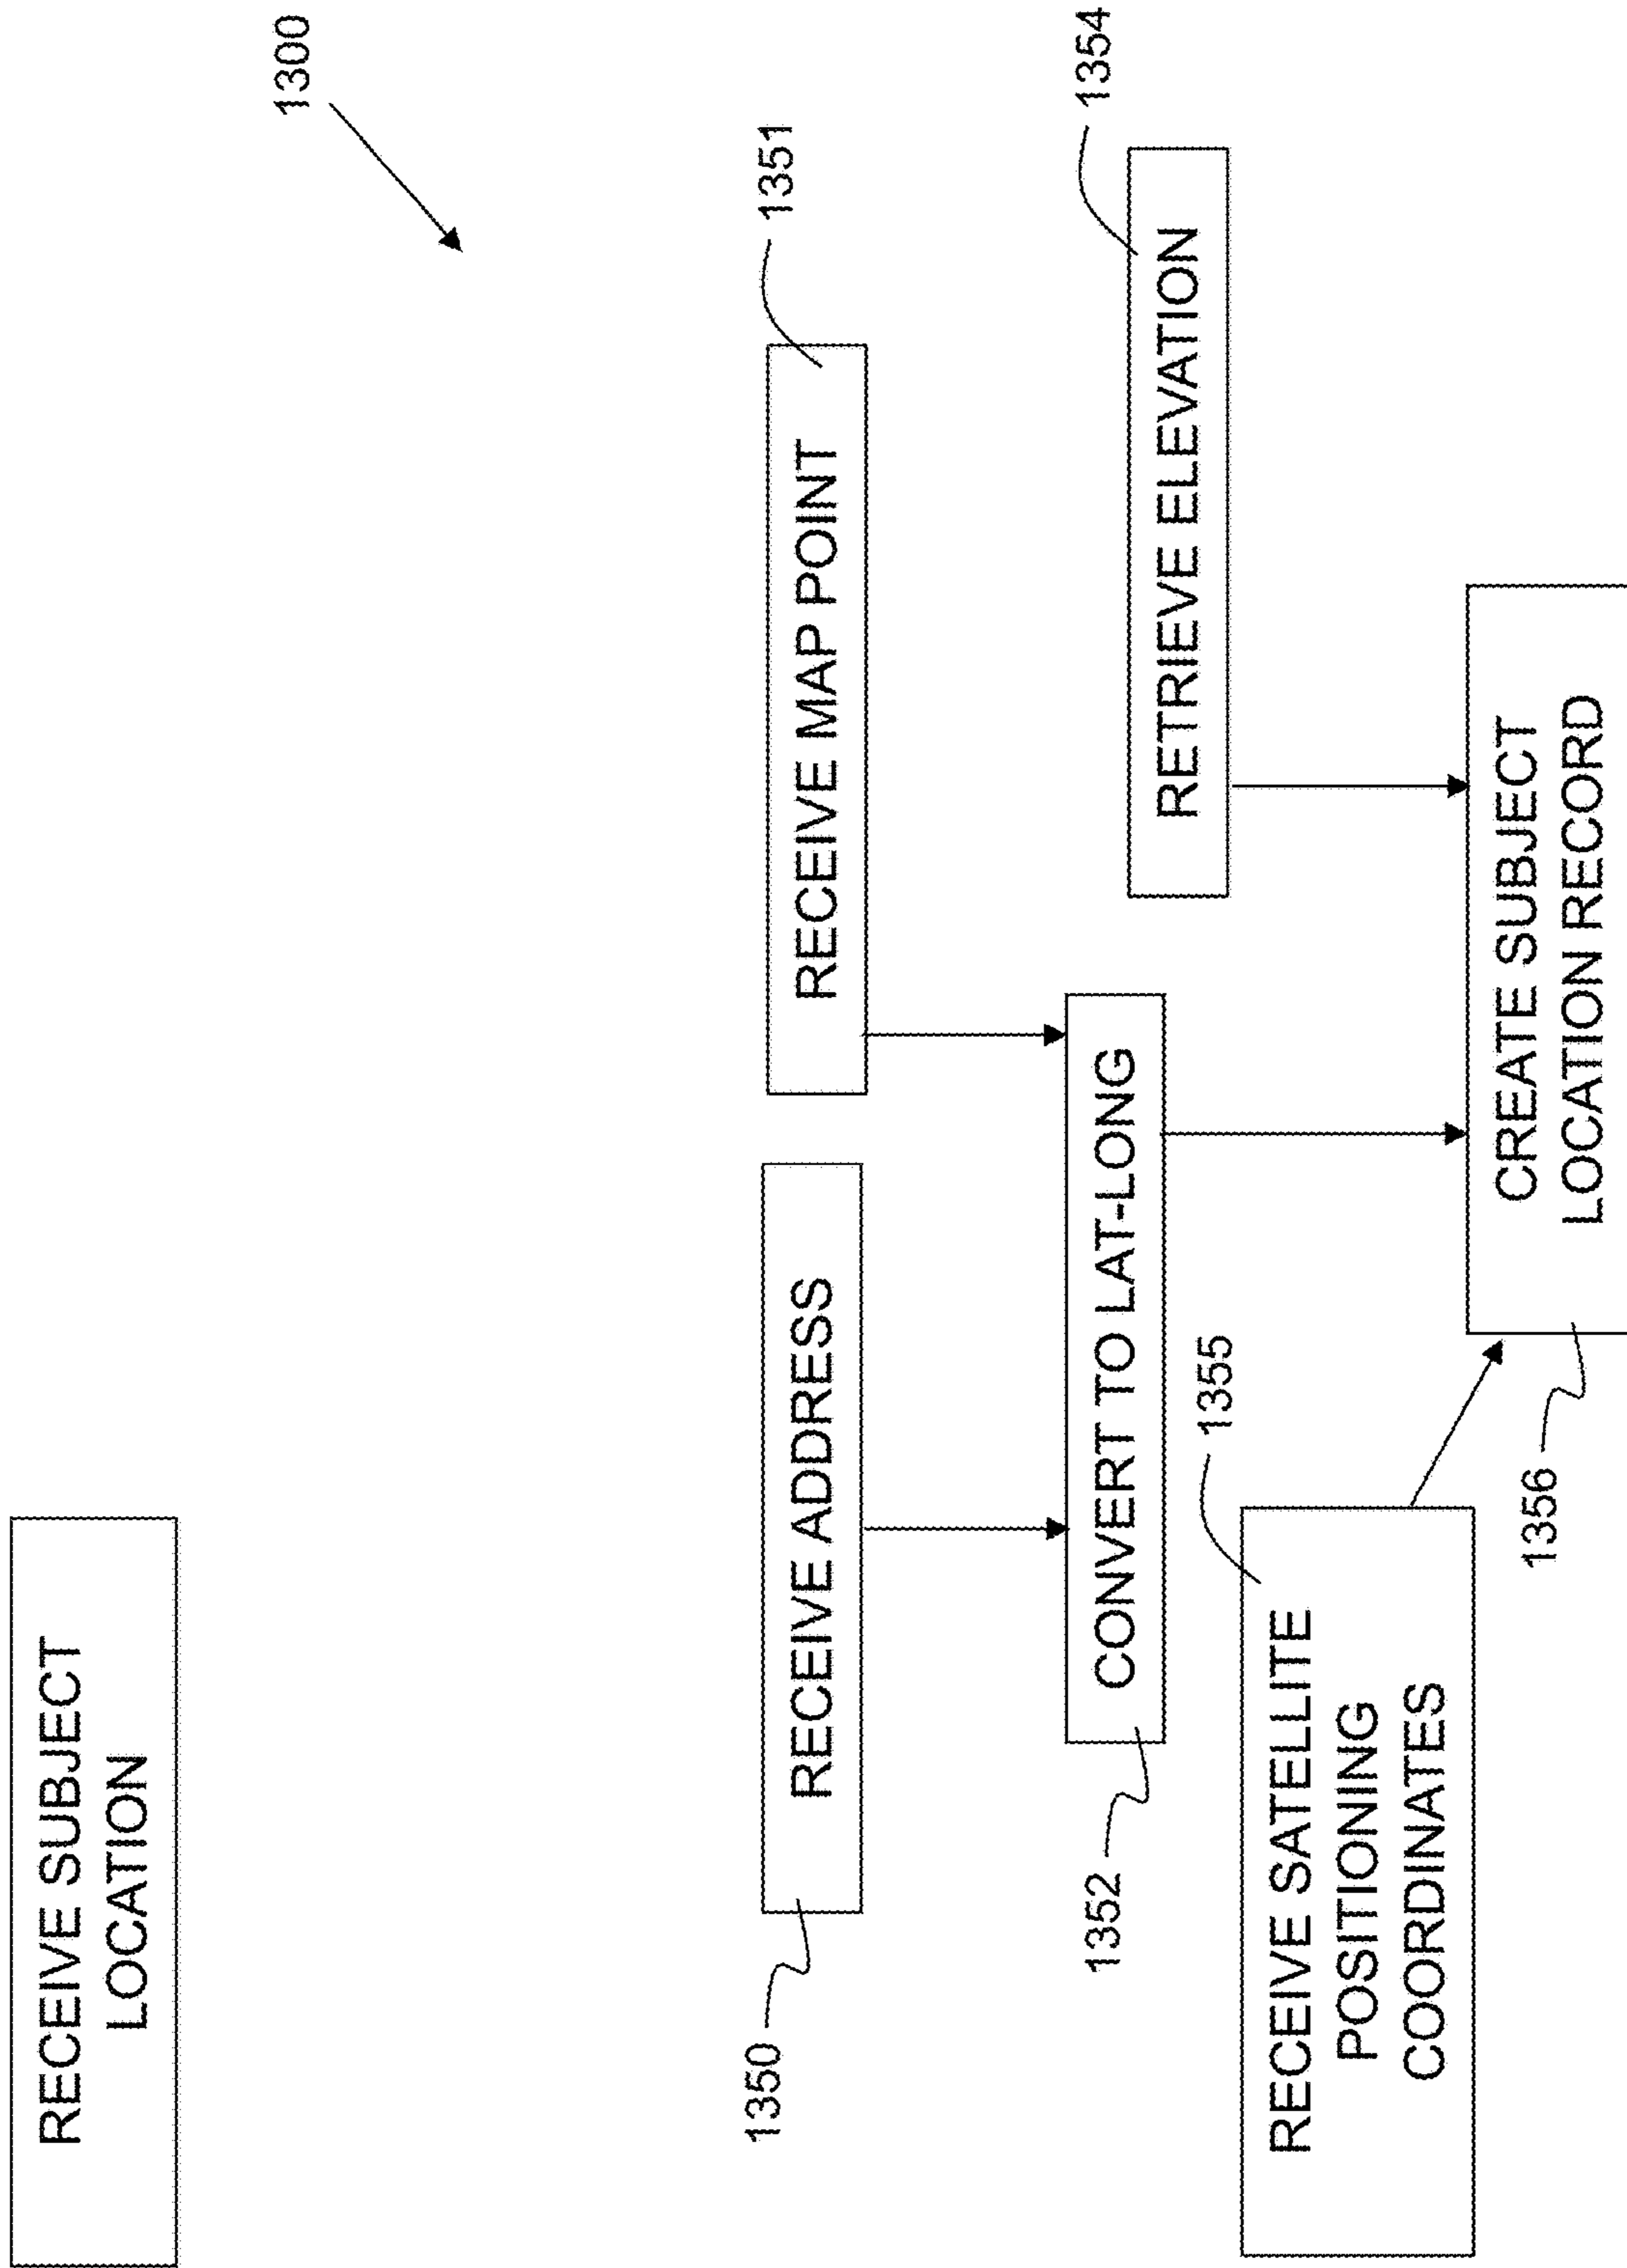 RECEIVE SUBJECT
LOCATION
1300
RECEIVE ADDRESS
1350
RECEIVE MAP POINT
1351
CONVERT TO LAT-LONG
1352
RETRIEVE ELEVATION
1354
RECEIVE SATELLITE
POSITIONING
COORDINATES
1355
CREATE SUBJECT
LOCATION RECORD
1356